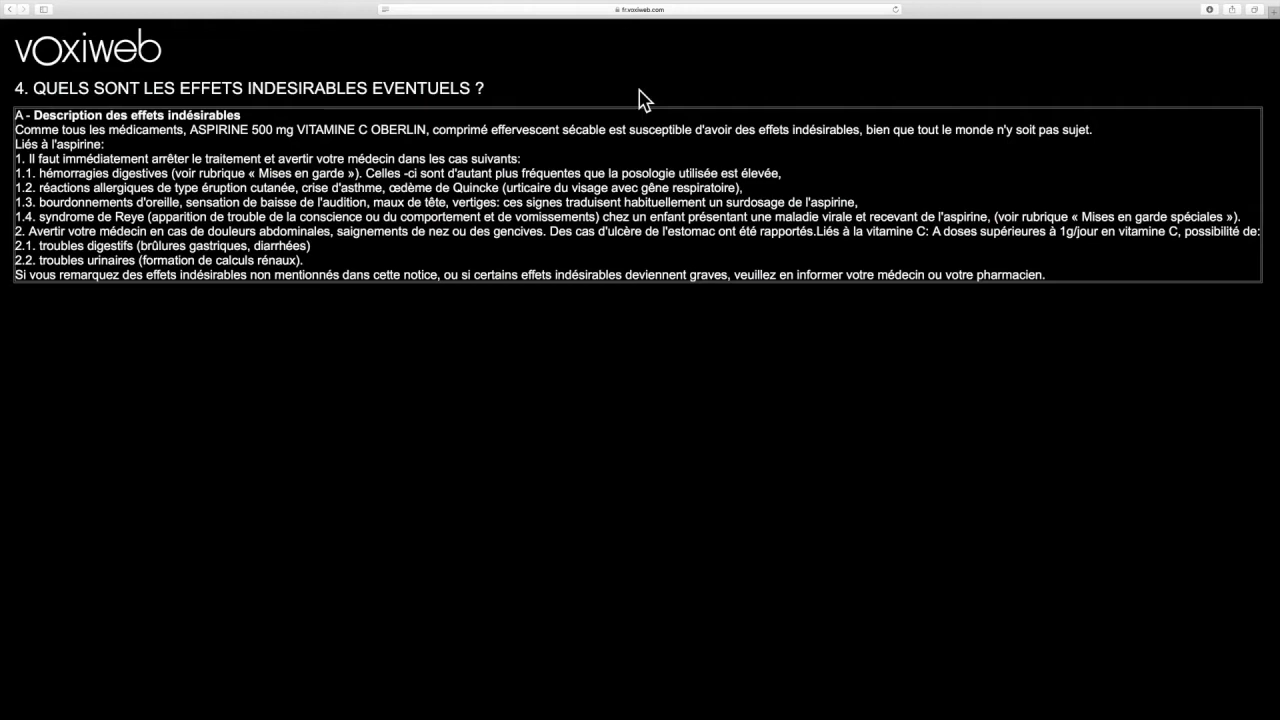 fr.voxiweb.com
voxiweb
4. QUELS SONT LES EFFETS INDESIRABLES EVENTUELS ?
A - Description des effets indésirables
Comme tous les médicaments, ASPIRINE 500 mg VITAMINE C OBERLIN, comprimé effervescent sécable est susceptible d'avoir des effets indésirables, bien que tout le monde n'y soit pas sujet.
Liés à l'aspirine:
1. Il faut immédiatement arrêter le traitement et avertir votre médecin dans les cas suivants:
1.1. hémorragies digestives (voir rubrique « Mises en garde »). Celles -ci sont d'autant plus fréquentes que la posologie utilisée est élevée,
1.2. réactions allergiques de type éruption cutanée, crise d'asthme, œdème de Quincke (urticaire du visage avec gêne respiratoire),
1.3. bourdonnements d'oreille, sensation de baisse de l'audition, maux de tête, vertiges: ces signes traduisent habituellement un surdosage de l'aspirine,
1.4. syndrome de Reye (apparition de trouble de la conscience ou du comportement et de vomissements) chez un enfant présentant une maladie virale et recevant de l'aspirine, (voir rubrique « Mises en garde spéciales »).
2. Avertir votre médecin en cas de douleurs abdominales, saignements de nez ou des gencives. Des cas d'ulcère de l'estomac ont été rapportés.Liés à la vitamine C: A doses supérieures à 1g/jour en vitamine C, possibilité de:
2.1. troubles digestifs (brûlures gastriques, diarrhées)
2.2. troubles urinaires (formation de calculs rénaux).
Si vous remarquez des effets indésirables non mentionnés dans cette notice, ou si certains effets indésirables deviennent graves, veuillez en informer votre médecin ou votre pharmacien.